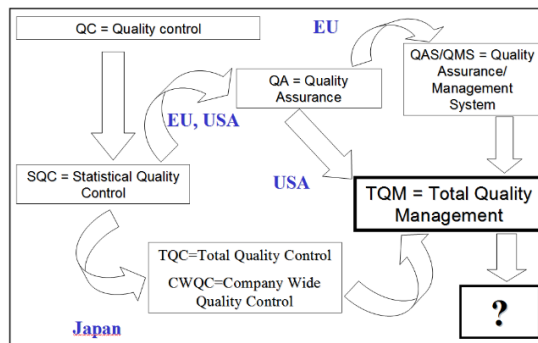 QC = Quality control
EU
QA = Quality
Assurance
QAS/QMS = Quality
Assurance/
Management
System
EU, USA
SQC = Statistical Quality
Control
USA
TQM = Total Quality
Management
TQC=Total Quality Control
CWQC=Company Wide
Quality Control
?
Japan